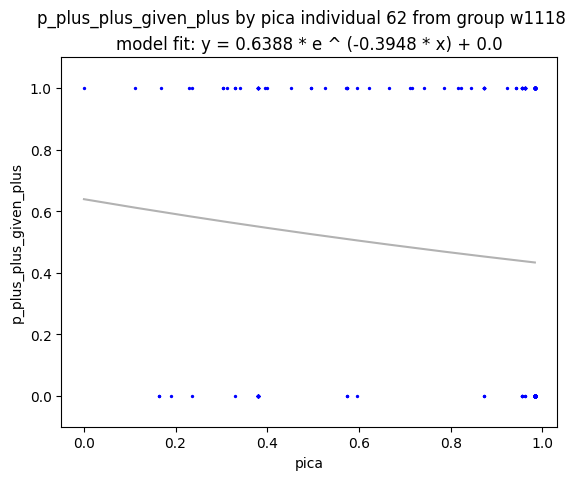 p_plus_plus_given_plus by pica individual 62 from group w1118
model fit: y = 0.6388 * e ^ (-0.3948 * x) + 0.0
p_plus_plus_given_plus
1.0
0.8
0.6
0.4
0.2
0.0
0.0 0.2 0.4 0.6 0.8 1.0
pica